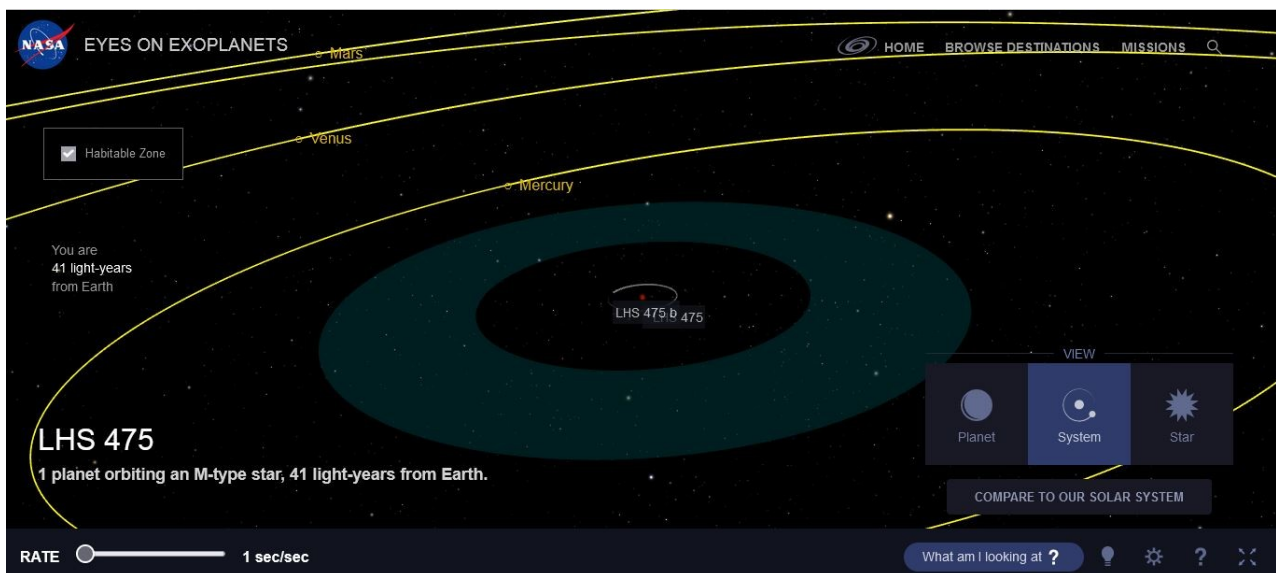 NASA EYES ON EXOPLANETS
HOME BROWSE DESTINATIONS MISSIONS
Mars
Venus
Habitable Zone
Mercury
You are
41 light-years
from Earth
LHS 475 b
LHS 475
VIEW
Planet System Star
LHS 475
1 planet orbiting an M-type star, 41 light-years from Earth.
COMPARE TO OUR SOLAR SYSTEM
RATE 1 sec/sec
What am I looking at ?
?